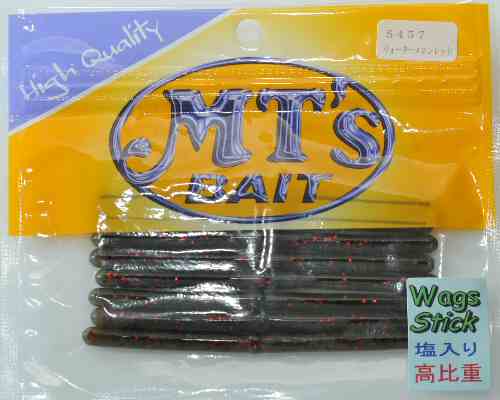 High Quality
S457
ウォーターメロンレッド
MT's
BAIT
Wags
Stick
塩入り
高比重